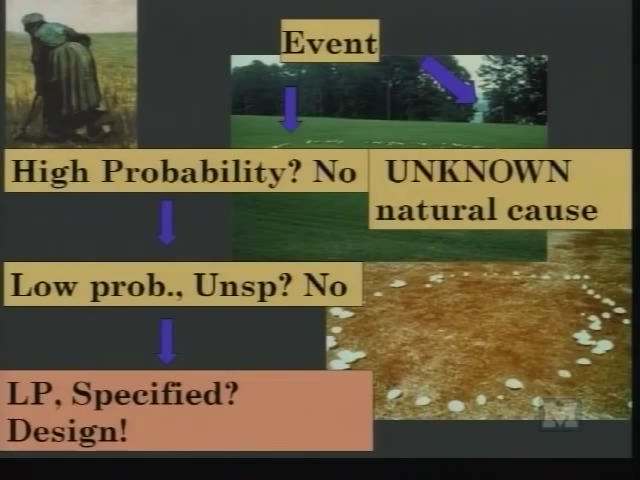 Event
High Probability? No
UNKNOWN
natural cause
Low prob., Unsp? No
LP, Specified?
Design!
M